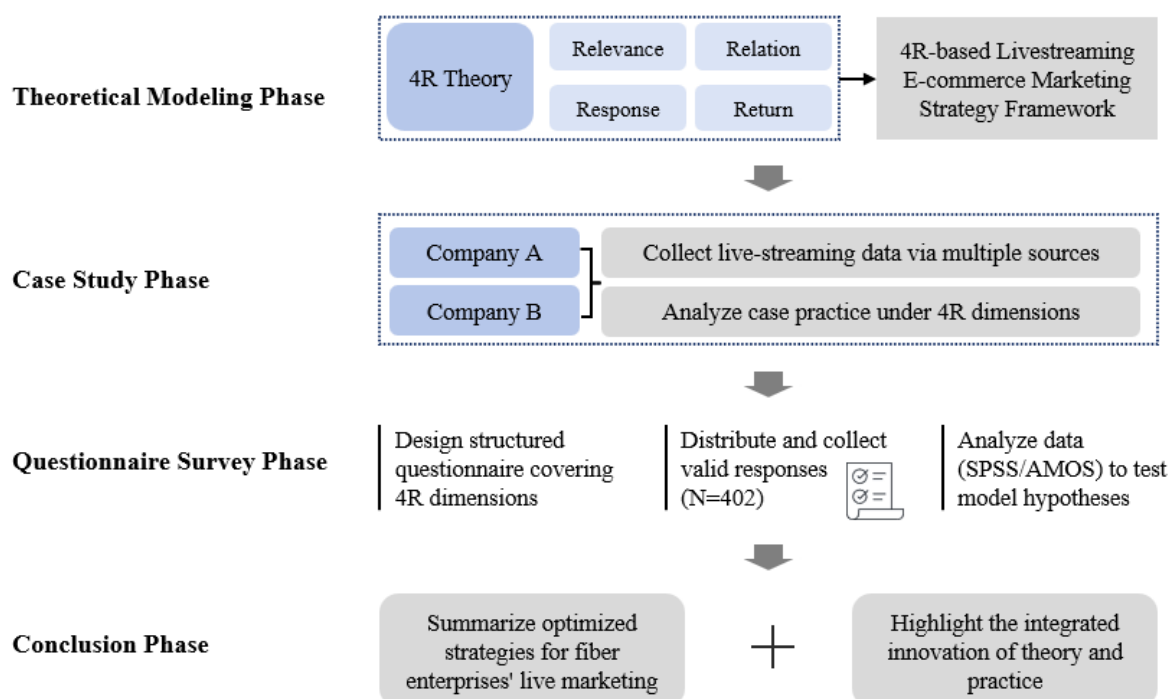 Theoretical Modeling Phase
4R Theory
Relevance
Relation
Response
Return
4R-based Livestreaming
E-commerce Marketing
Strategy Framework
Case Study Phase
Company A
Company B
Collect live-streaming data via multiple sources
Analyze case practice under 4R dimensions
Questionnaire Survey Phase
Design structured
questionnaire covering
4R dimensions
Distribute and collect
valid responses
(N=402)
Analyze data
(SPSS/AMOS) to test
model hypotheses
Conclusion Phase
Summarize optimized
strategies for fiber
enterprises' live marketing
Highlight the integrated
innovation of theory and
practice